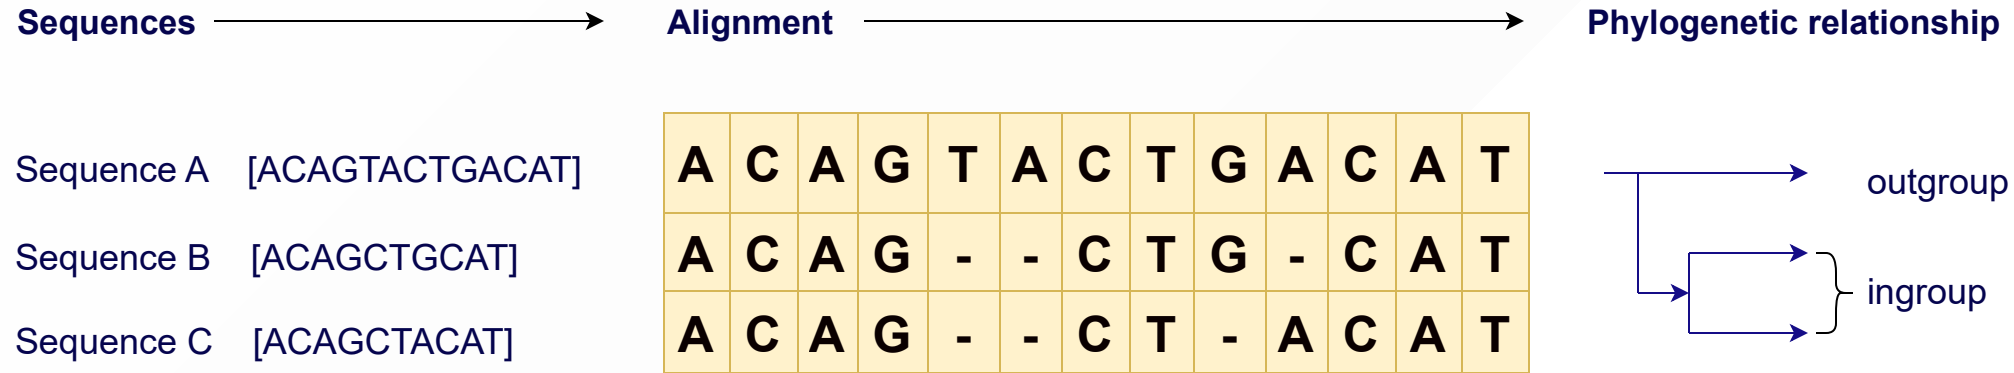 Sequences Alignment Phylogenetic relationship
Sequence A [ACAGTACTGACAT] A C A G T A C T G A C A T outgroup
Sequence B [ACAGCTGCAT] A C A G - - C T G - C A T
ingroup
Sequence C [ACAGCTACAT] A C A G - - C T - A C A T